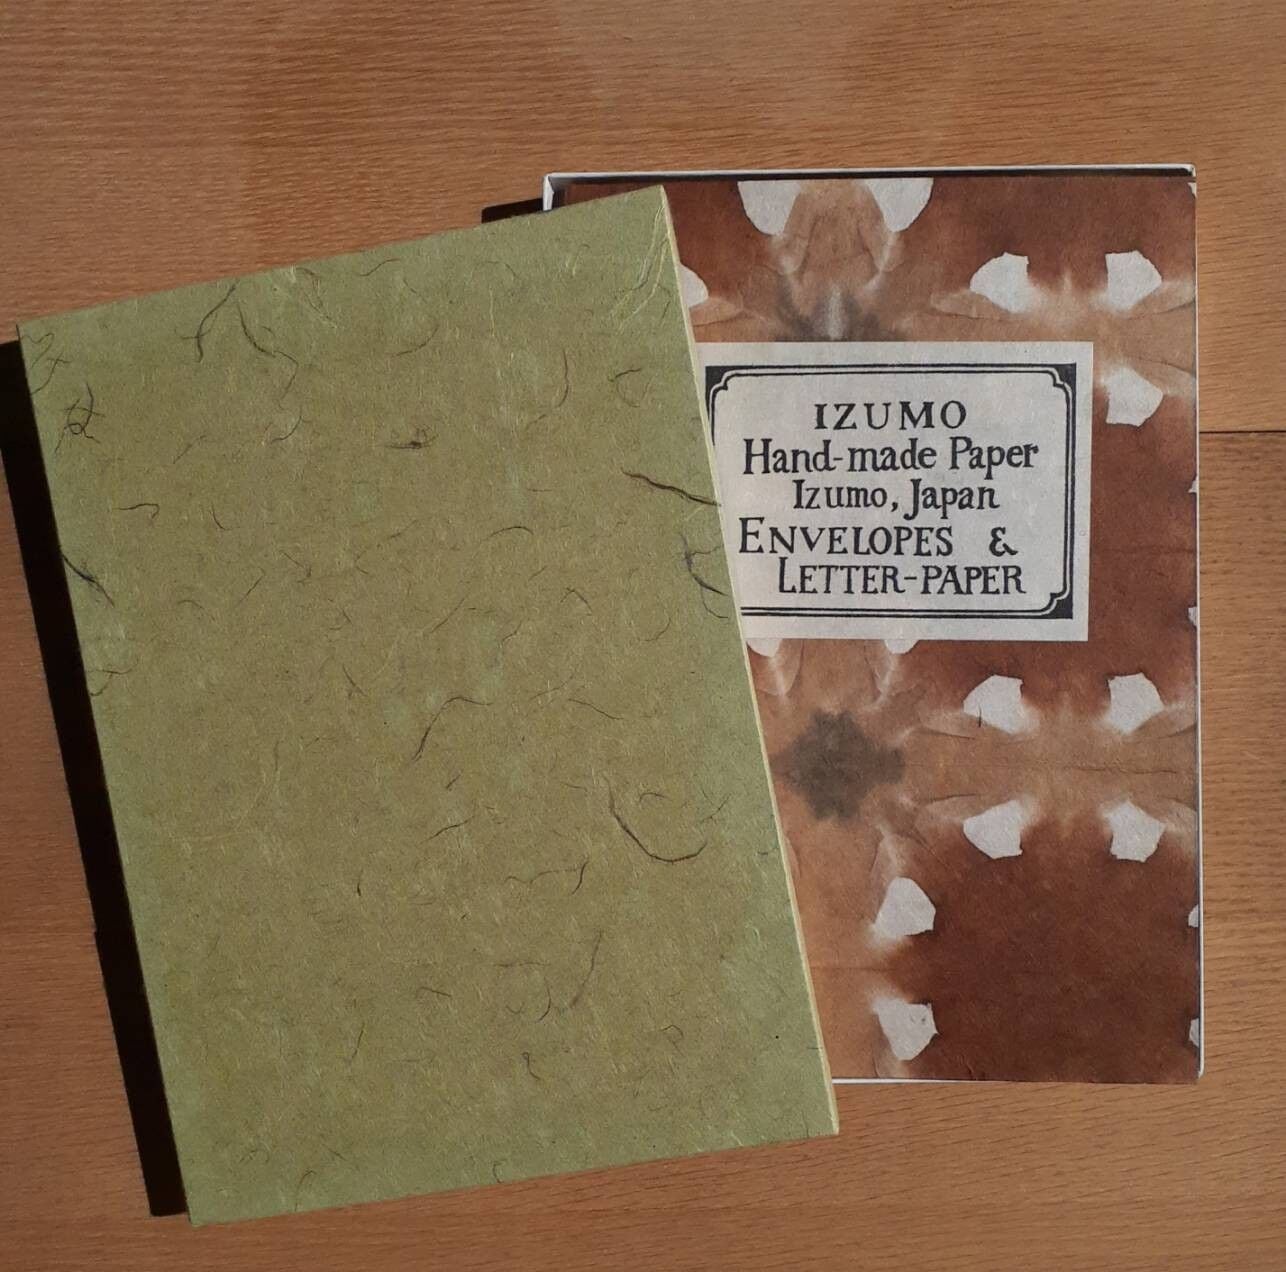 IZUMO
Hand-made Paper
Izumo, Japan
ENVELOPES &
LETTER-PAPER